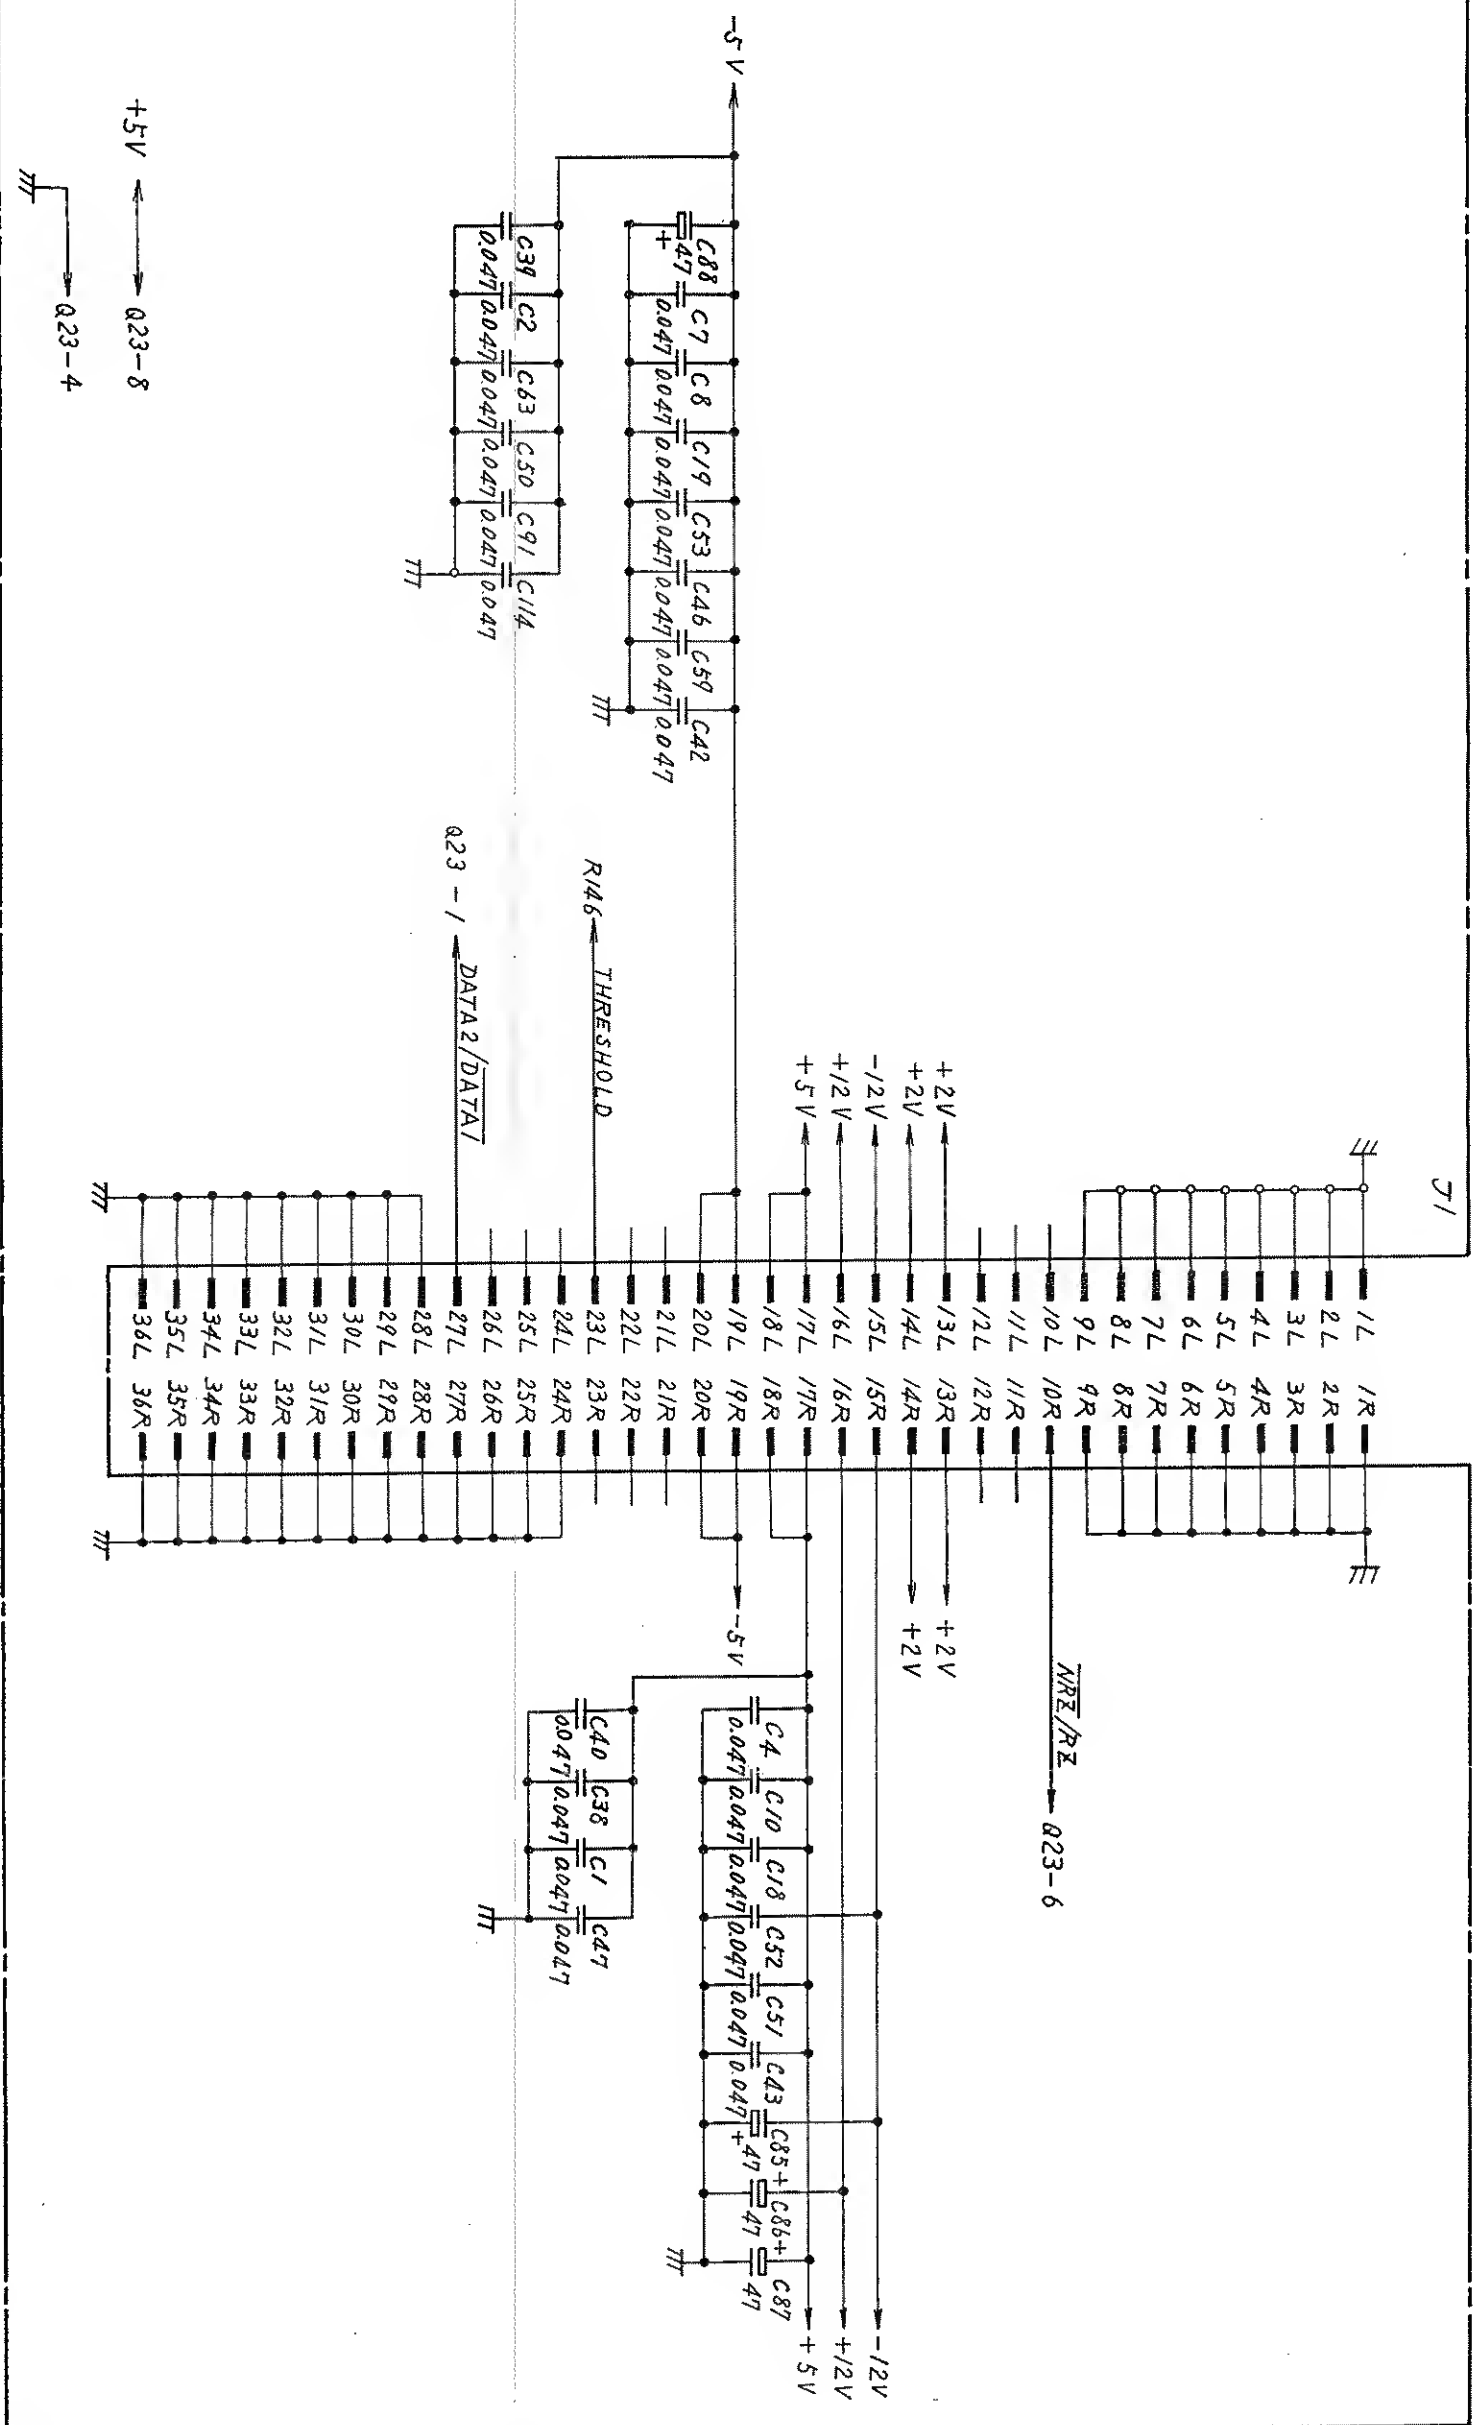 J1
1L 1R
2L 2R
3L 3R
4L 4R
5L 5R
6L 6R
7L 7R
8L 8R
9L 9R
10L 10R
N̅R̅Z̅/RZ
Q23-6
11L 11R
12L 12R
+2V
13L 13R
+2V
+2V
14L 14R
+2V
-12V
15L 15R
-12V
+12V
16L 16R
+12V
+5V
17L 17R
+5V
18L 18R
-5V
19L 19R
-5V
20L 20R
21L 21R
22L 22R
R146
THRESHOLD
23L 23R
24L 24R
25L 25R
26L 26R
Q23-1
DATA2/D̅A̅T̅A̅1̅
27L 27R
28L 28R
29L 29R
30L 30R
31L 31R
32L 32R
33L 33R
34L 34R
35L 35R
36L 36R
C88 C7 C8 C19 C53 C46 C59 C42
47 0.047 0.047 0.047 0.047 0.047 0.047 0.047
+
C39 C2 C63 C50 C91 C114
0.047 0.047 0.047 0.047 0.047 0.047
C4 C10 C18 C52 C51 C43 C85 + C86 + C87
0.047 0.047 0.047 0.047 0.047 0.047 + 47 47 47
C40 C38 C1 C47
0.047 0.047 0.047 0.047
+5V Q23-8
Q23-4